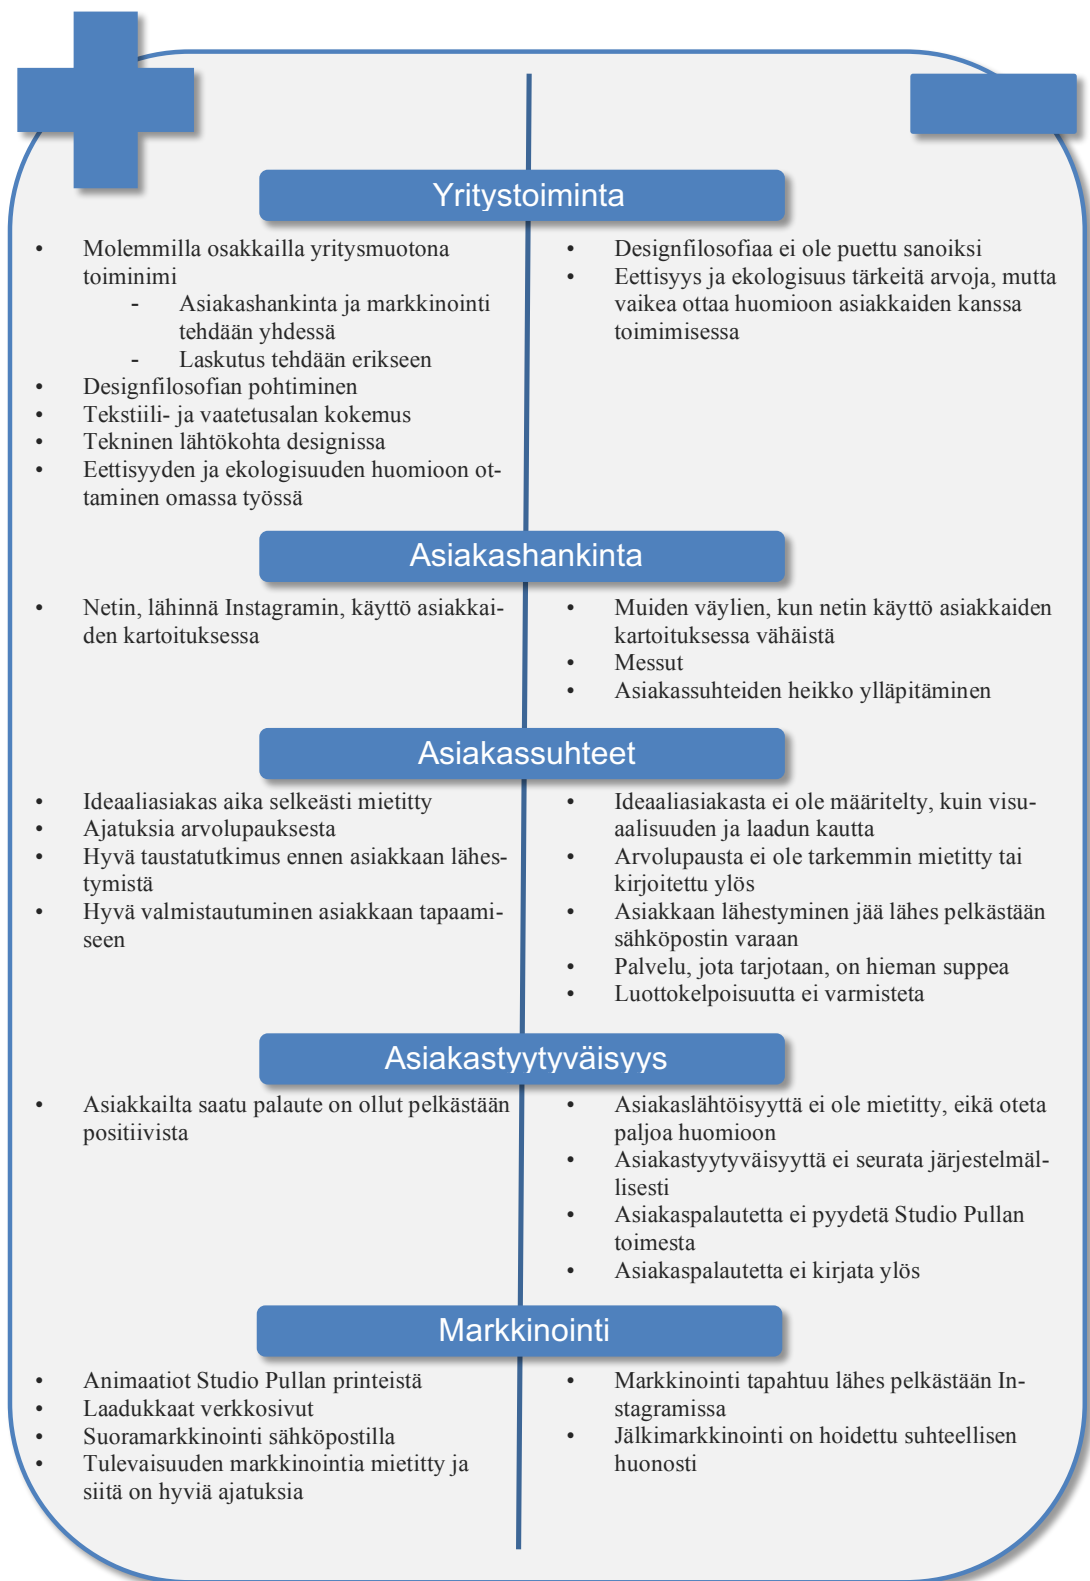 Yritystoiminta
• Molemmilla osakkailla yritysmuotona
toiminimi
- Asiakashankinta ja markkinointi
tehdään yhdessä
- Laskutus tehdään erikseen
• Designfilosofian pohtiminen
• Tekstiili- ja vaatetusalan kokemus
• Tekninen lähtökohta designissa
• Eettisyyden ja ekologisuuden huomioon ot-
taminen omassa työssä
• Designfilosofiaa ei ole puettu sanoiksi
• Eettisyys ja ekologisuus tärkeitä arvoja, mutta
vaikea ottaa huomioon asiakkaiden kanssa
toimimisessa
Asiakashankinta
• Netin, lähinnä Instagramin, käyttö asiakkai-
den kartoituksessa
• Muiden väylien, kun netin käyttö asiakkaiden
kartoituksessa vähäistä
• Messut
• Asiakassuhteiden heikko ylläpitäminen
Asiakassuhteet
• Ideaaliasiakas aika selkeästi mietitty
• Ajatuksia arvolupauksesta
• Hyvä taustatutkimus ennen asiakkaan lähes-
tymistä
• Hyvä valmistautuminen asiakkaan tapaami-
seen
• Ideaaliasiakasta ei ole määritelty, kuin visu-
aalisuuden ja laadun kautta
• Arvolupausta ei ole tarkemmin mietitty tai
kirjoitettu ylös
• Asiakkaan lähestyminen jää lähes pelkästään
sähköpostin varaan
• Palvelu, jota tarjotaan, on hieman suppea
• Luottokelpoisuutta ei varmisteta
Asiakastyytyväisyys
• Asiakkailta saatu palaute on ollut pelkästään
positiivista
• Asiakaslähtöisyyttä ei ole mietitty, eikä oteta
paljoa huomioon
• Asiakastyytyväisyyttä ei seurata järjestelmäl-
lisesti
• Asiakaspalautetta ei pyydetä Studio Pullan
toimesta
• Asiakaspalautetta ei kirjata ylös
Markkinointi
• Animaatiot Studio Pullan printeistä
• Laadukkaat verkkosivut
• Suoramarkkinointi sähköpostilla
• Tulevaisuuden markkinointia mietitty ja
siitä on hyviä ajatuksia
• Markkinointi tapahtuu lähes pelkästään In-
stagramissa
• Jälkimarkkinointi on hoidettu suhteellisen
huonosti